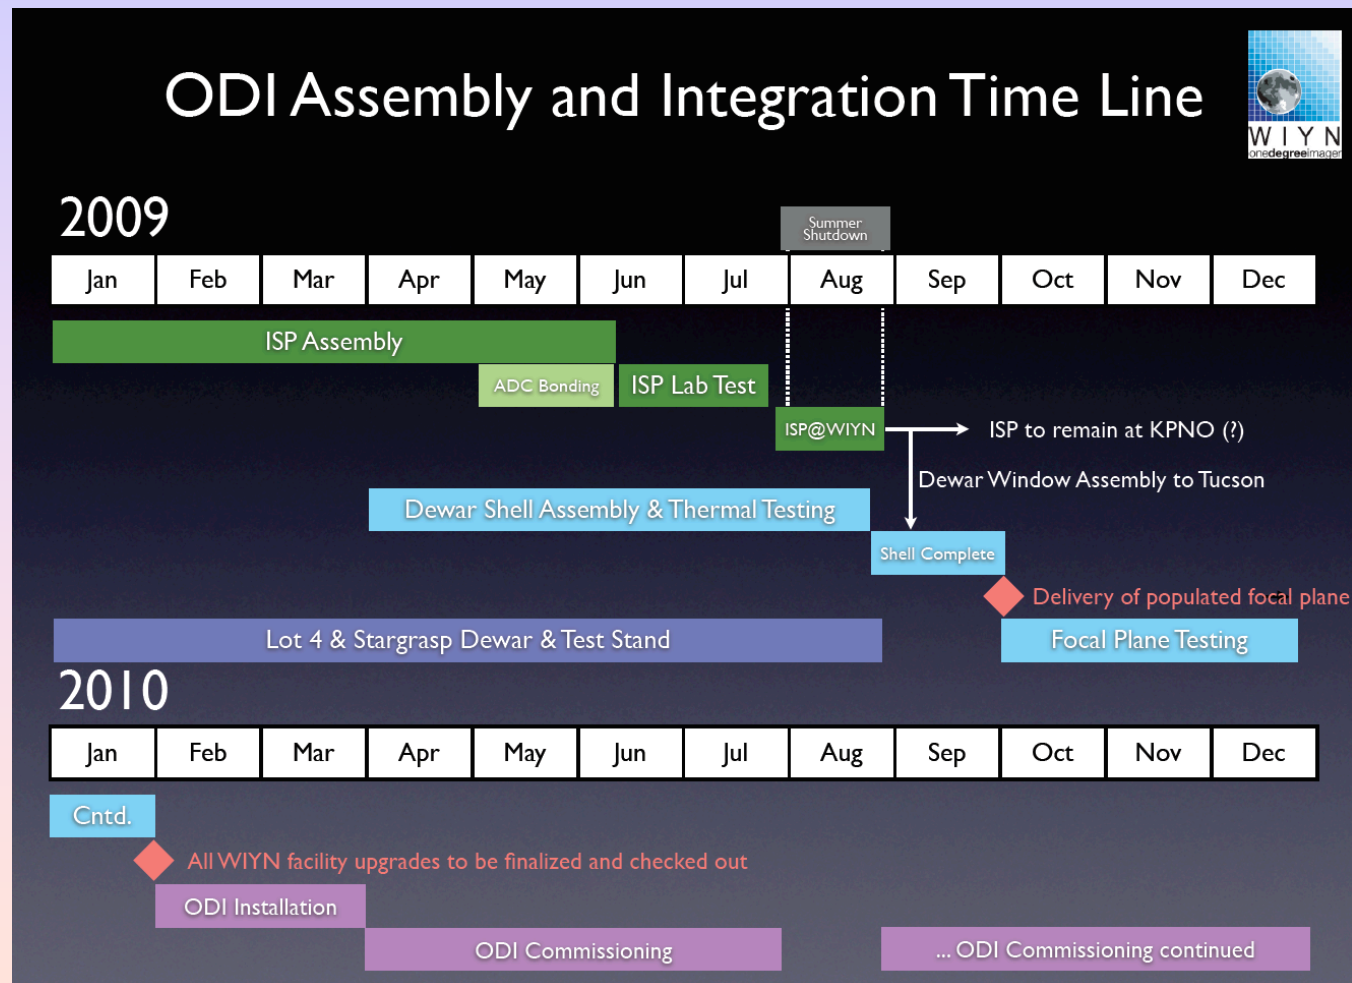 ODI Assembly and Integration Time Line
WIYN
onedegreeimager
2009
Summer
Shutdown
Jan Feb Mar Apr May Jun Jul Aug Sep Oct Nov Dec
ISP Assembly
ADC Bonding ISP Lab Test
ISP@WIYN ISP to remain at KPNO (?)
Dewar Window Assembly to Tucson
Dewar Shell Assembly & Thermal Testing
Shell Complete
Delivery of populated focal plane
Lot 4 & Stargrasp Dewar & Test Stand Focal Plane Testing
2010
Jan Feb Mar Apr May Jun Jul Aug Sep Oct Nov Dec
Cntd.
All WIYN facility upgrades to be finalized and checked out
ODI Installation
ODI Commissioning ... ODI Commissioning continued